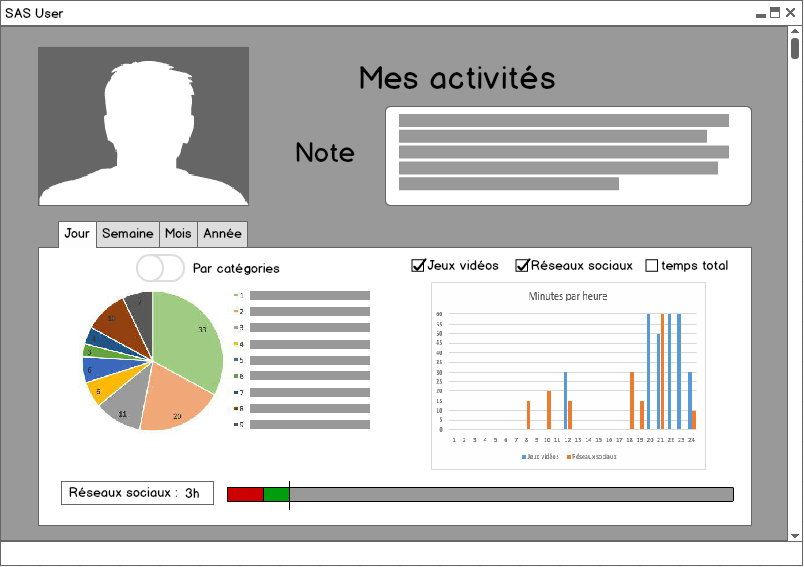 SAS User
Mes activités
Note
Jour Semaine Mois Année
Par catégories
Jeux vidéos Réseaux sociaux temps total
33
20
11
6
6
3
10
1
2
3
4
5
6
7
8
9
Minutes par heure
60
55
50
45
40
35
30
25
20
15
10
5
0
1 2 3 4 5 6 7 8 9 10 11 12 13 14 15 16 17 18 19 20 21 22 23 24
Jeux vidées Réseaux sociaux
Réseaux sociaux : 3h